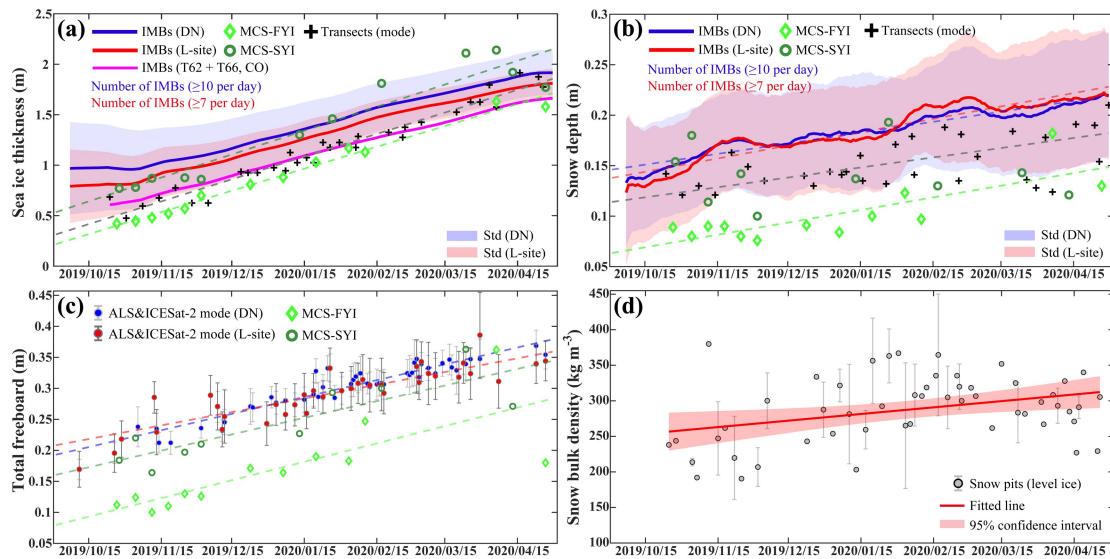 (a)
IMBs (DN)
MCS-FYI
Transects (mode)
IMBs (L-site)
MCS-SYI
IMBs (T62 + T66, CO)
Number of IMBs (≥10 per day)
Number of IMBs (≥7 per day)
Std (DN)
Std (L-site)
Sea ice thickness (m)
2.5
2
1.5
1
0.5
0
2019/10/15
2019/11/15
2019/12/15
2020/01/15
2020/02/15
2020/03/15
2020/04/15
(b)
IMBs (DN)
MCS-FYI
Transects (mode)
IMBs (L-site)
MCS-SYI
Number of IMBs (≥10 per day)
Number of IMBs (≥7 per day)
Std (DN)
Std (L-site)
Snow depth (m)
0.3
0.25
0.2
0.15
0.1
0.05
2019/10/15
2019/11/15
2019/12/15
2020/01/15
2020/02/15
2020/03/15
2020/04/15
(c)
ALS&ICESat-2 mode (DN)
MCS-FYI
ALS&ICESat-2 mode (L-site)
MCS-SYI
Total freeboard (m)
0.45
0.4
0.3
0.2
0.1
0m
2019/10/15
2019/11/15
2019/12/15
2020/01/15
2020/02/15
2020/03/15
2020/04/15
(d)
Snow pits (level ice)
Fitted line
95% confidence interval
Snow bulk density (kg m⁻³)
450
400
350
300
250
200
150
100
2019/10/15
2019/11/15
2019/12/15
2020/01/15
2020/02/15
2020/03/15
2020/04/15